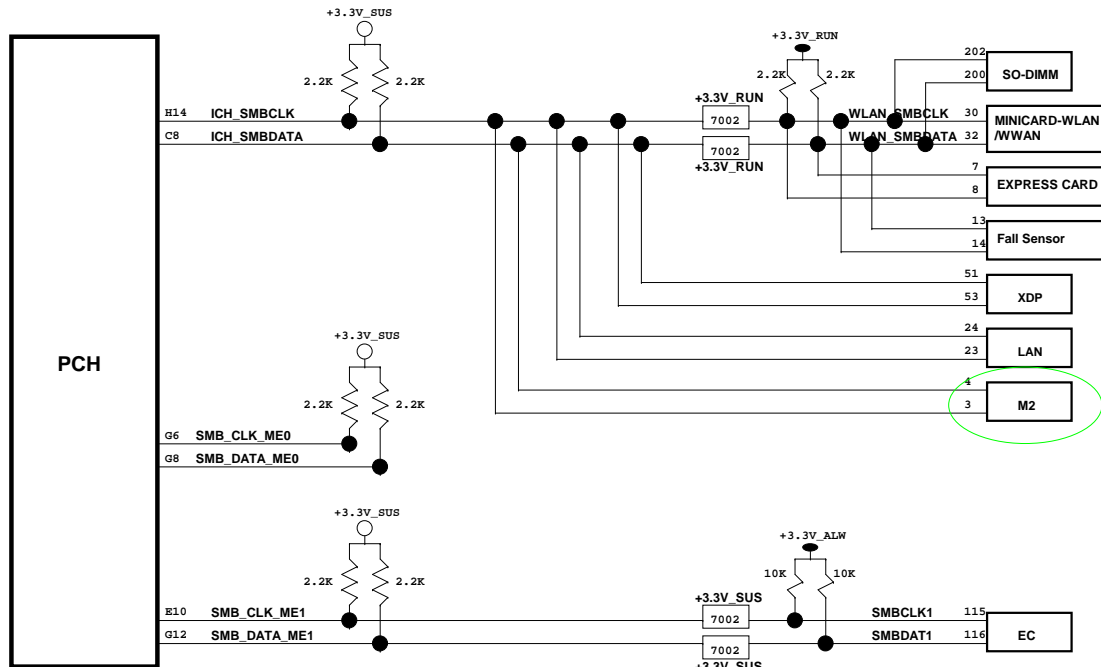 +3.3V_SUS
2.2K
2.2K
+3.3V_RUN
2.2K
2.2K
202
200
SO-DIMM
H14
ICH_SMBCLK
+3.3V_RUN
7002
WLAN_SMBCLK
30
MINICARD-WLAN
/WWAN
C8
ICH_SMBDATA
7002
+3.3V_RUN
WLAN_SMBDATA
32
7
8
EXPRESS CARD
13
14
Fall Sensor
51
53
XDP
24
23
LAN
4
3
M2
PCH
+3.3V_SUS
2.2K
2.2K
G6
SMB_CLK_ME0
G8
SMB_DATA_ME0
+3.3V_SUS
2.2K
2.2K
+3.3V_ALW
10K
10K
E10
SMB_CLK_ME1
+3.3V_SUS
7002
SMBCLK1
115
G12
SMB_DATA_ME1
7002
+3.3V_SUS
SMBDAT1
116
EC